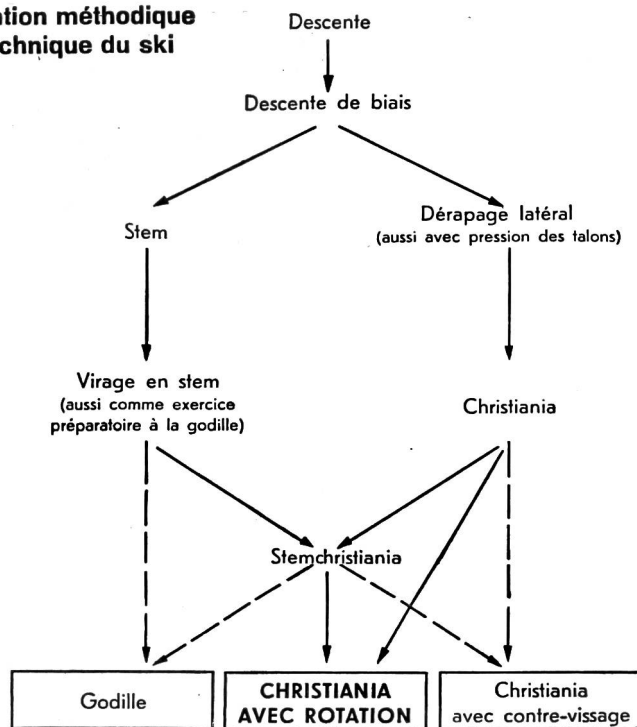 ation méthodique
chnique du ski
Descente
Descente de biais
Stem
Dérapage latéral
(aussi avec pression des talons)
Virage en stem
(aussi comme exercice
préparatoire à la godille)
Christiania
Stemchristiania
Godille
CHRISTIANIA
AVEC ROTATION
Christiania
avec contre-vissage